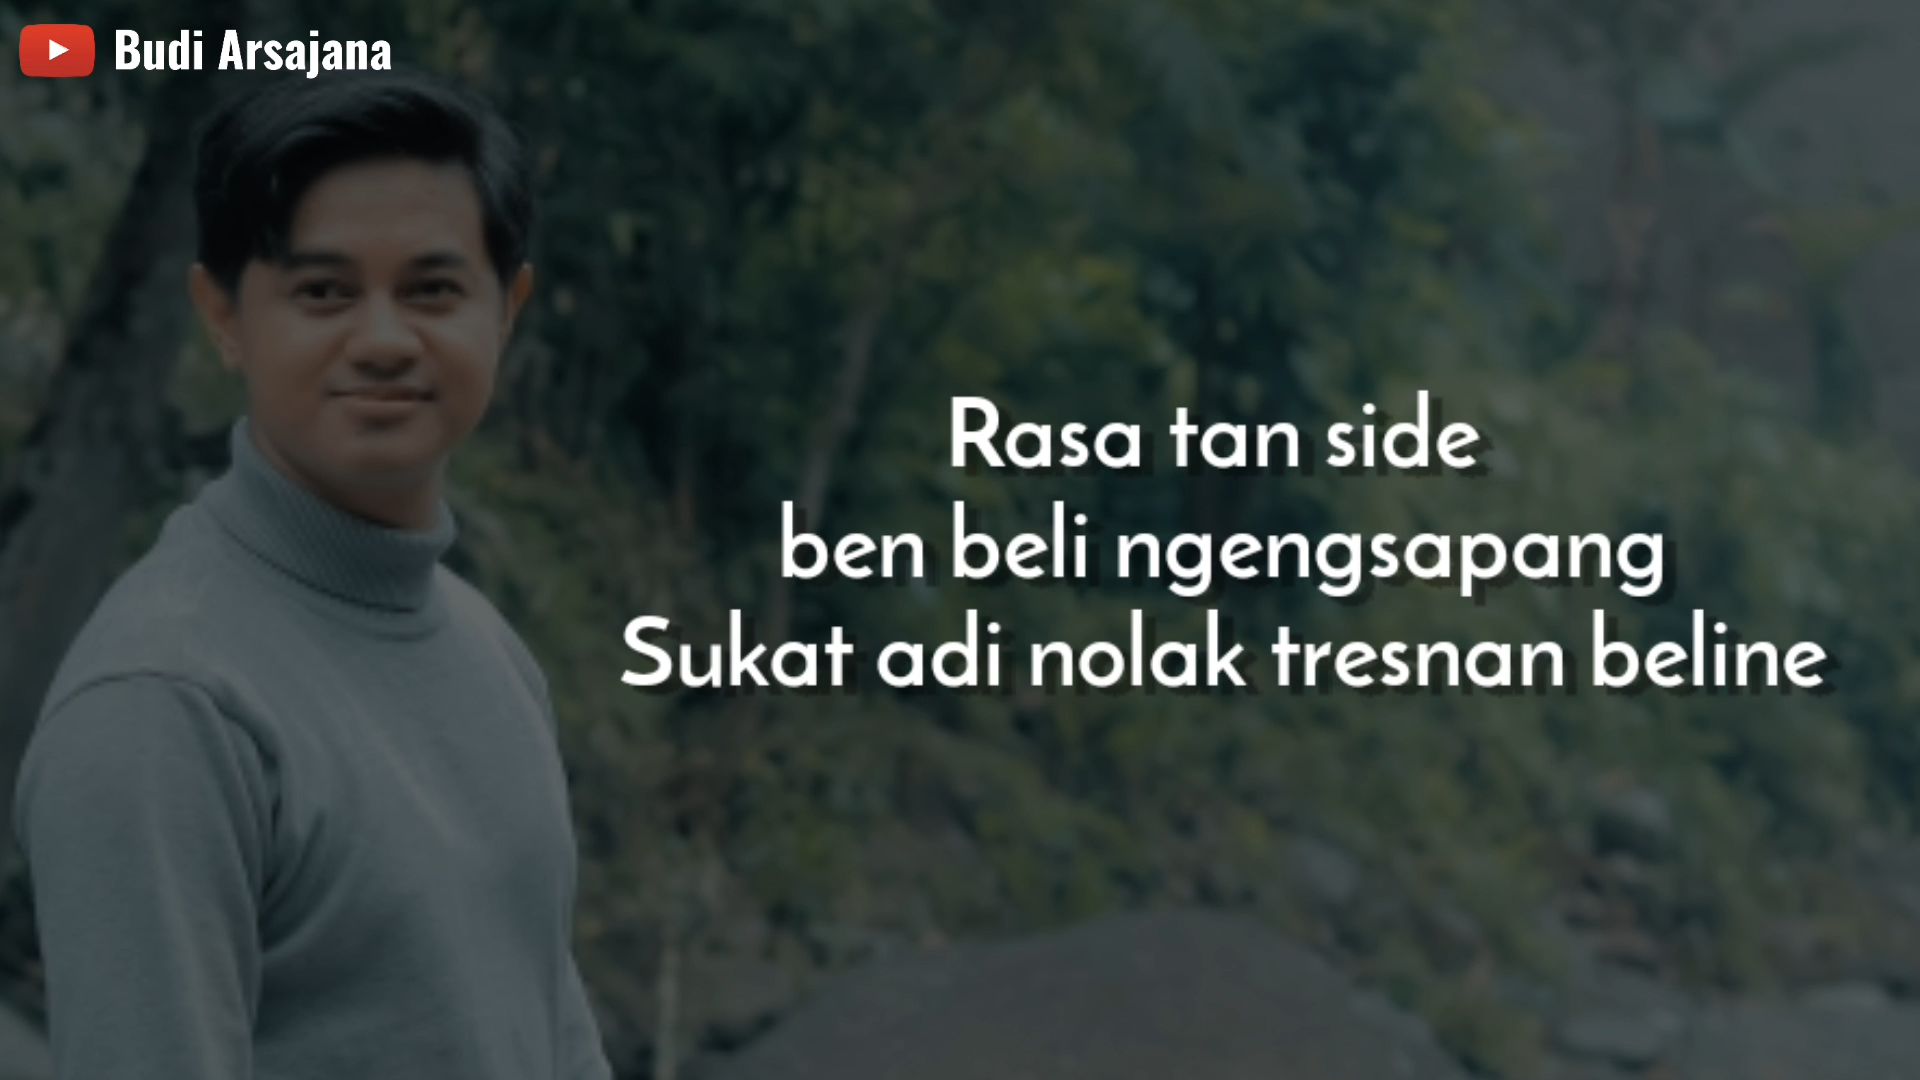 Budi Arsajana
Rasa tan side
ben beli ngengsapang
Sukat adi nolak tresnan beline